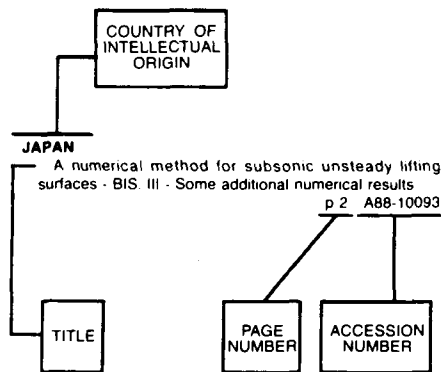 COUNTRY OF
INTELLECTUAL
ORIGIN
JAPAN
A numerical method for subsonic unsteady lifting
surfaces - BIS. III - Some additional numerical results
p 2 A88-10093
TITLE
PAGE
NUMBER
ACCESSION
NUMBER